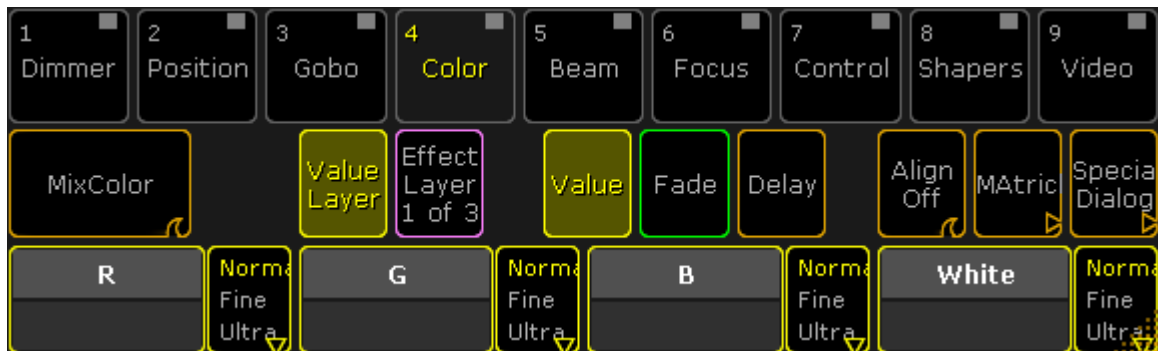 1 2 3 4 5 6 7 8 9
Dimmer Position Gobo Color Beam Focus Control Shapers Video
MixColor
Value
Layer
Effect
Layer
1 of 3
Value
Fade
Delay
Align
Off
MAtric
Specia
Dialog
R
Norma
Fine
Ultra
G
Norma
Fine
Ultra
B
Norma
Fine
Ultra
White
Norma
Fine
Ultra